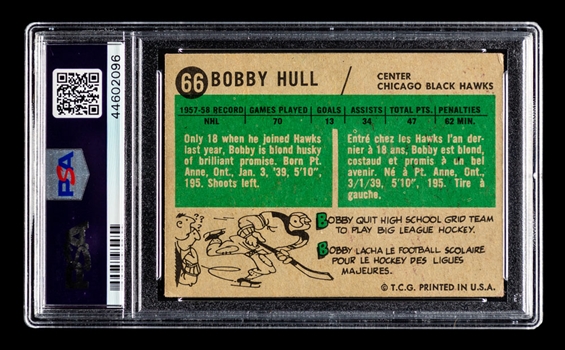 44602096
PSA
66 BOBBY HULL
CENTER
CHICAGO BLACK HAWKS
1957-58 RECORD GAMES PLAYED GOALS ASSISTS TOTAL PTS. PENALTIES
NHL 70 13 34 47 62 MIN.
Only 18 when he joined Hawks
last year, Bobby is blond husky
of brilliant promise. Born Pt.
Anne, Ont., Jan. 3, '39, 5'10",
195. Shoots left.
Entré chez les Hawks l'an der-
nier à 18 ans, Bobby est blond,
costaud et promis à un bel
avenir. Né à Pt. Anne, Ont.,
3/1/39, 5'10", 195. Tire à
gauche.
??
BOBBY QUIT HIGH SCHOOL GRID TEAM
TO PLAY BIG LEAGUE HOCKEY.
BOBBY LACHA LE FOOTBALL SCOLAIRE
POUR LE HOCKEY DES LIGUES
MAJEURES.
© T.C.G. PRINTED IN U.S.A.